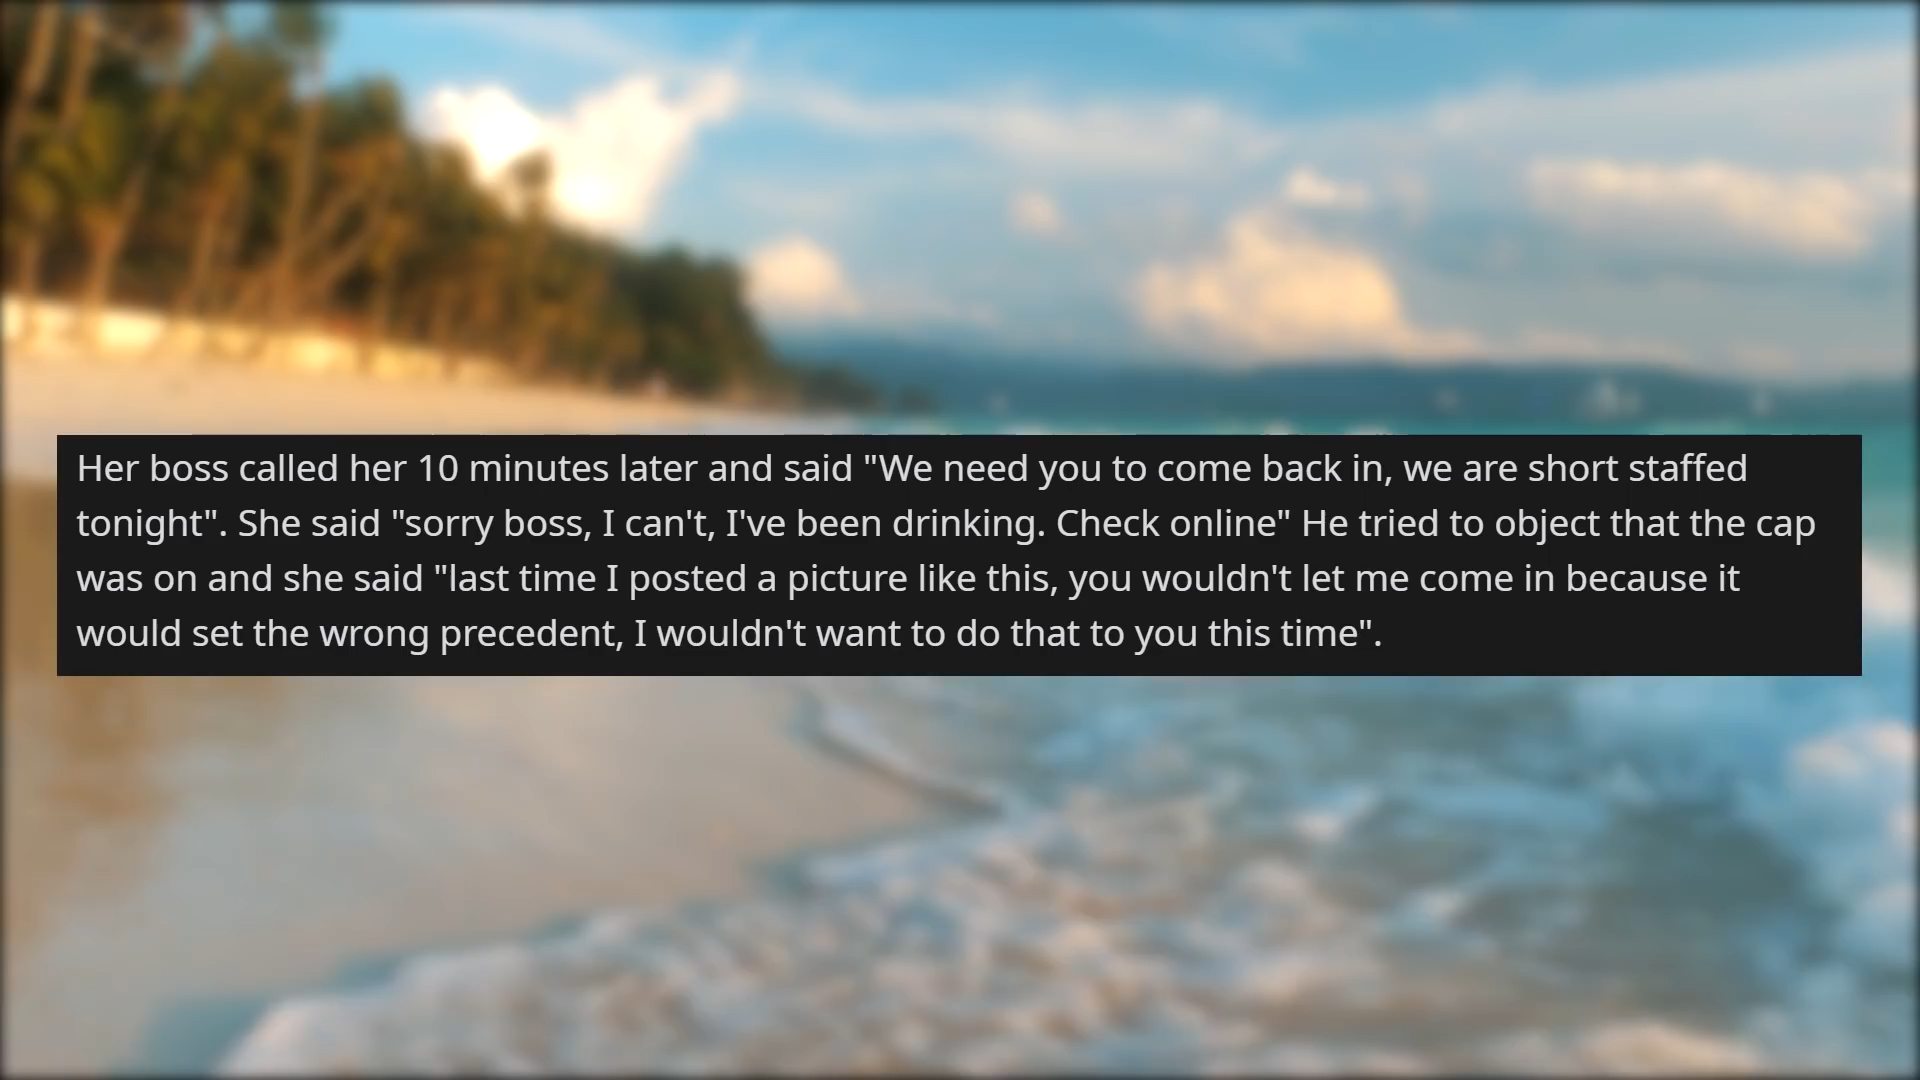 Her boss called her 10 minutes later and said "We need you to come back in, we are short staffed
tonight". She said "sorry boss, I can't, I've been drinking. Check online" He tried to object that the cap
was on and she said "last time I posted a picture like this, you wouldn't let me come in because it
would set the wrong precedent, I wouldn't want to do that to you this time".